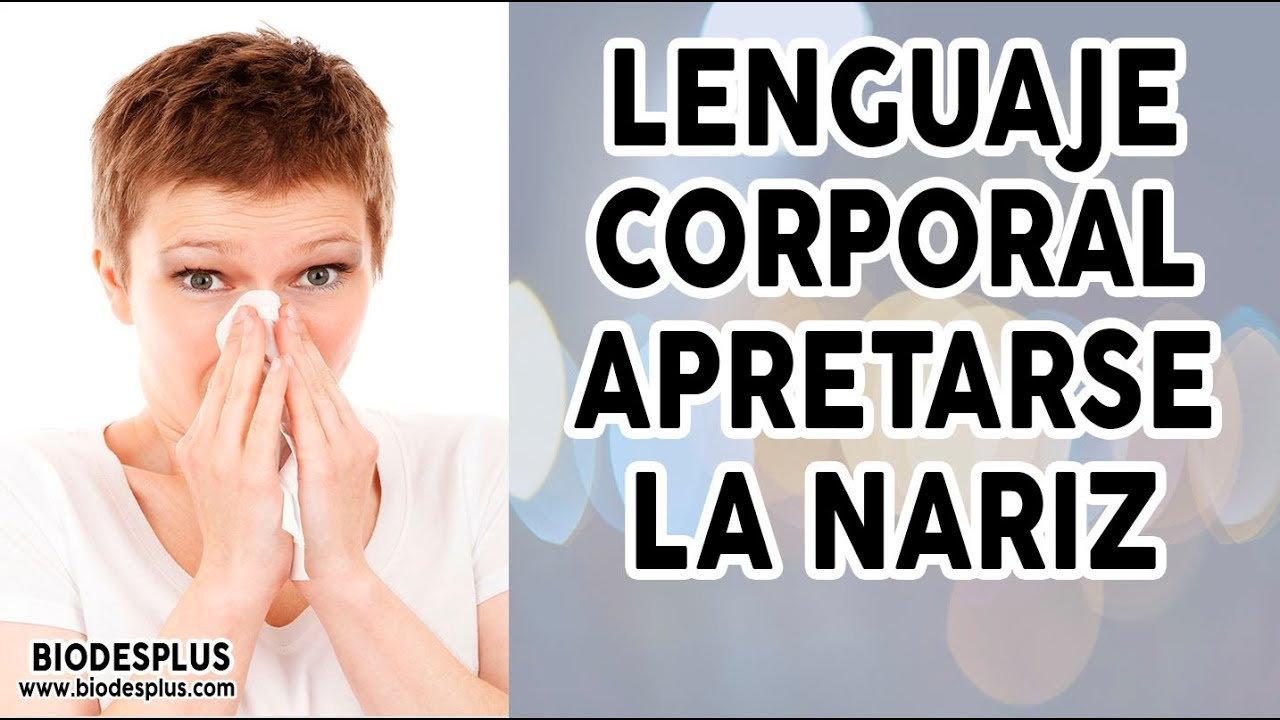 LENGUAJE
CORPORAL
APRETARSE
LA NARIZ
BIODESPLUS
www.biodesplus.com